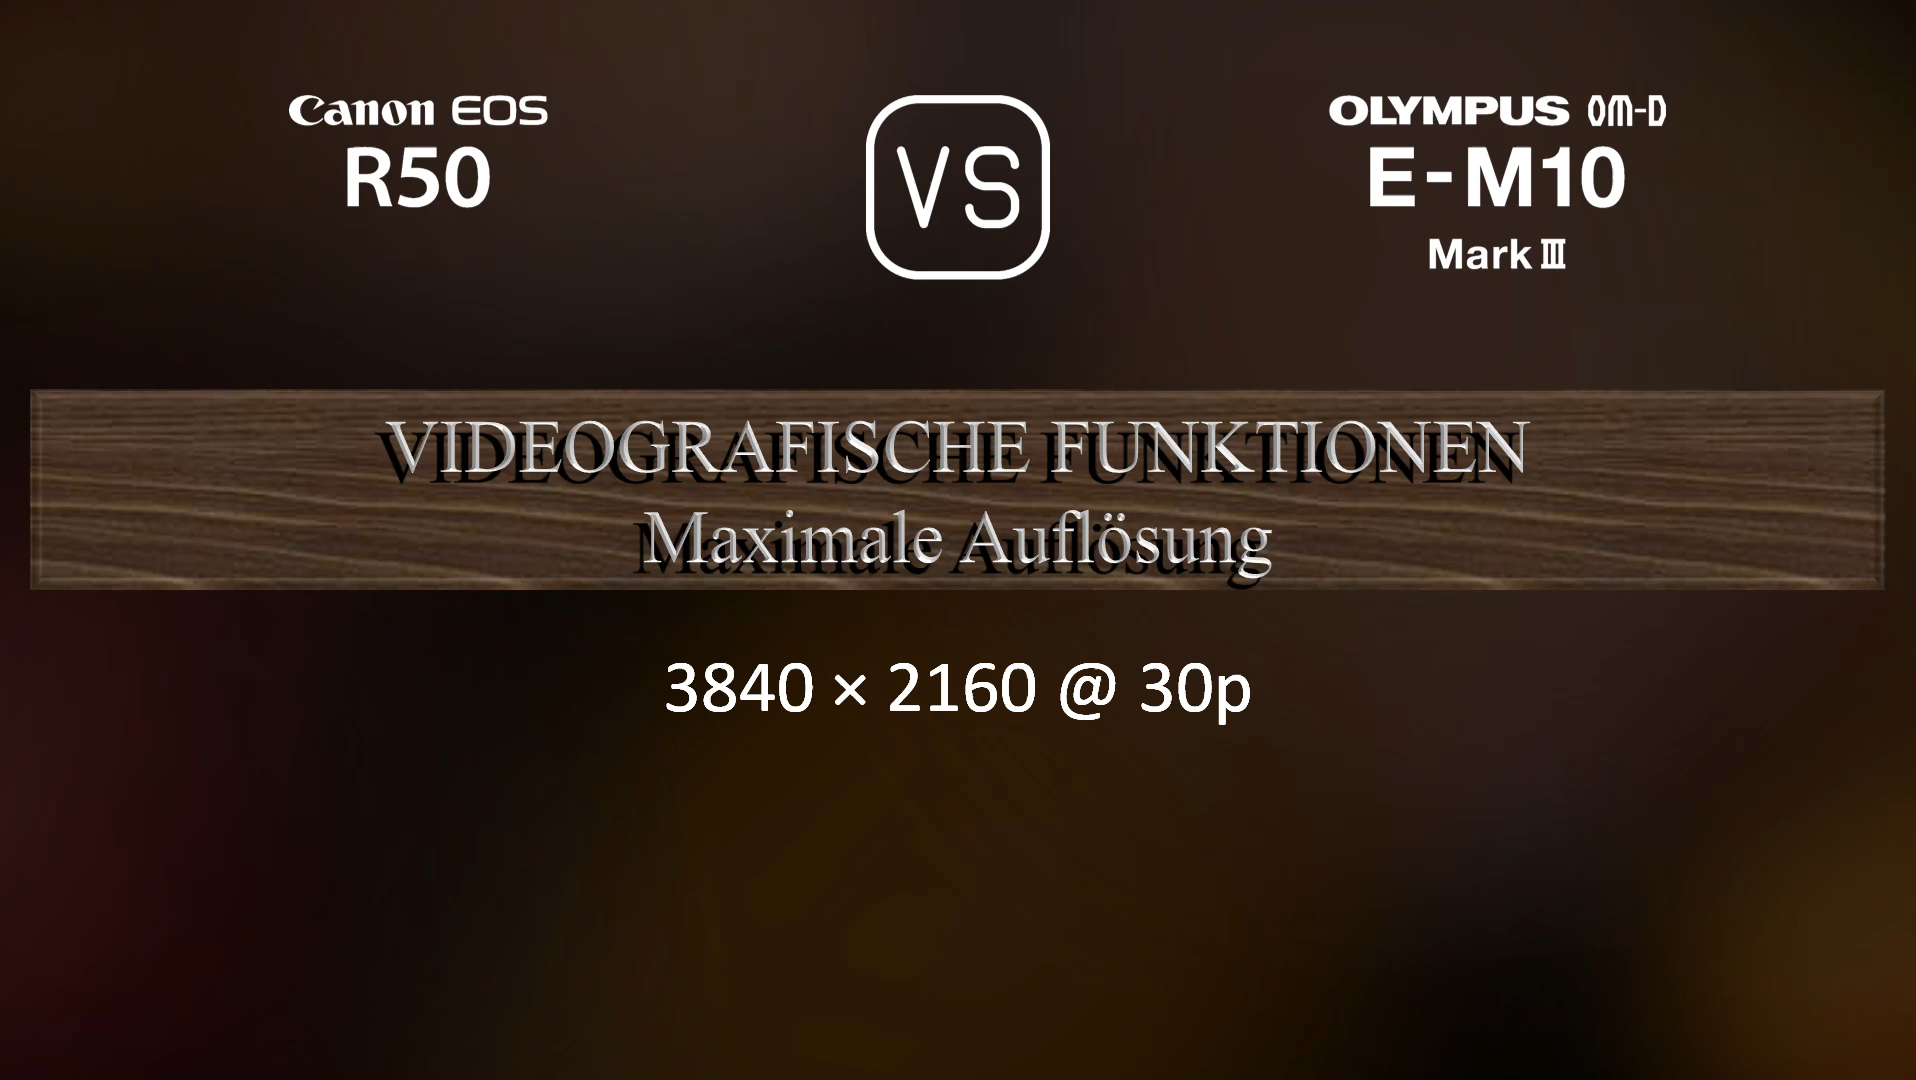 Canon EOS
R50
VS
OLYMPUS OM-D
E-M10
Mark III
VIDEOGRAFISCHE FUNKTIONEN
Maximale Auflösung
3840 × 2160 @ 30p